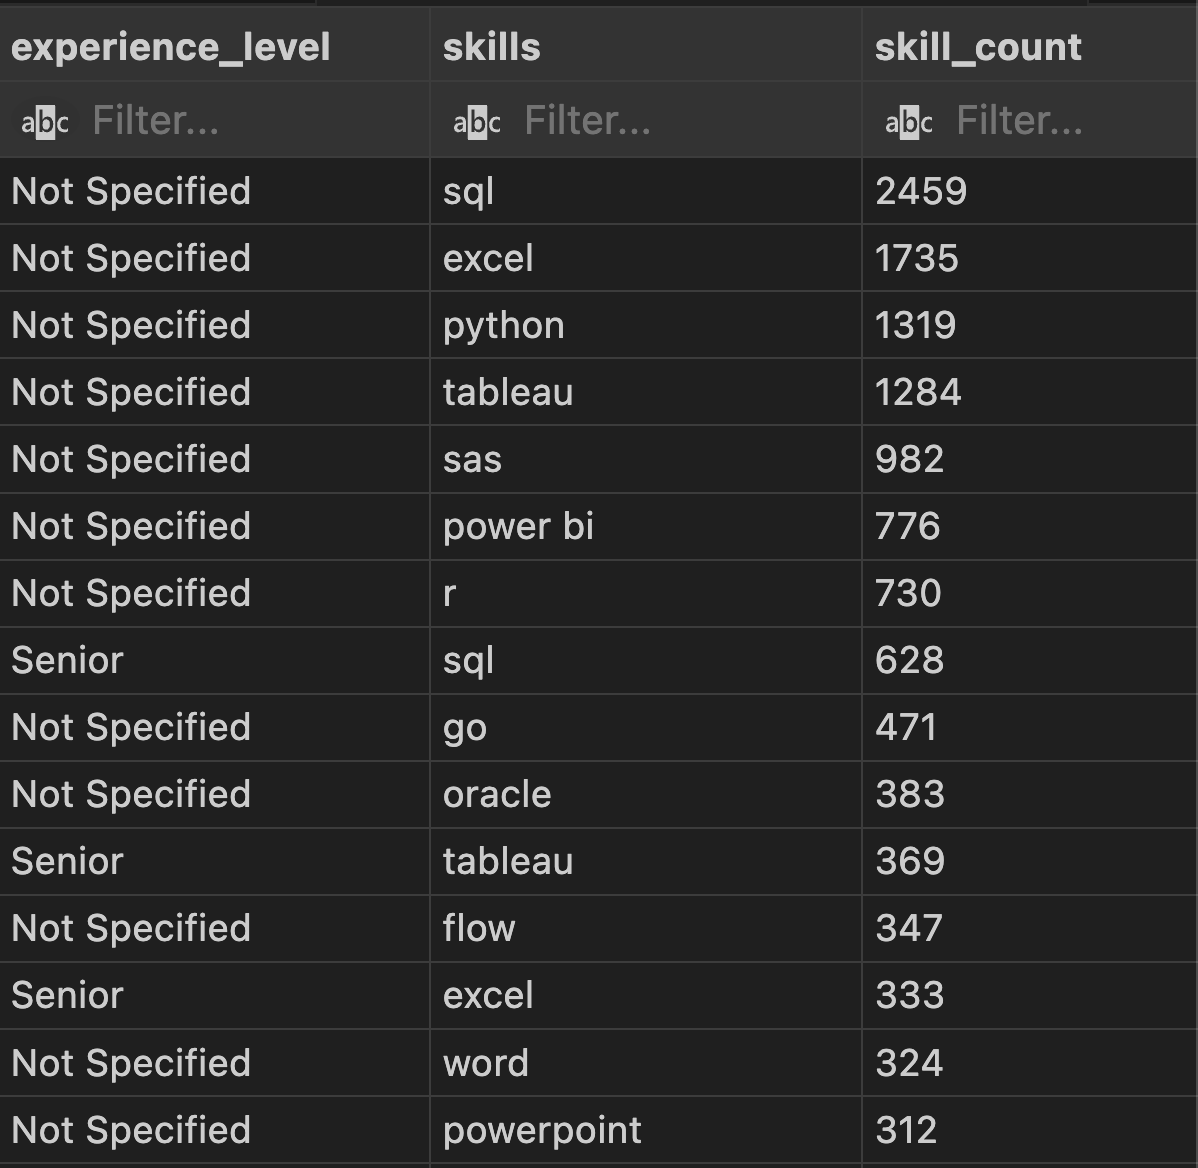 experience_level skills skill_count
abc Filter... abc Filter... abc Filter...
Not Specified sql 2459
Not Specified excel 1735
Not Specified python 1319
Not Specified tableau 1284
Not Specified sas 982
Not Specified power bi 776
Not Specified r 730
Senior sql 628
Not Specified go 471
Not Specified oracle 383
Senior tableau 369
Not Specified flow 347
Senior excel 333
Not Specified word 324
Not Specified powerpoint 312